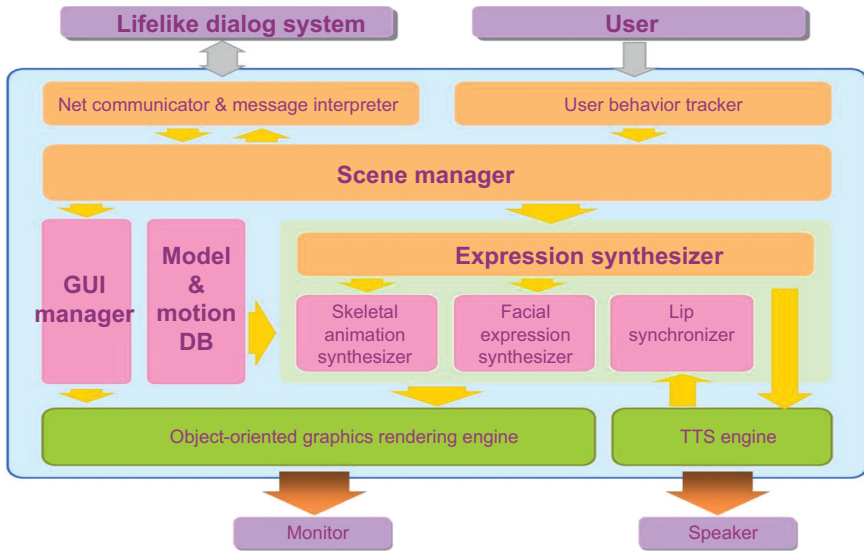 Lifelike dialog system
User
Net communicator & message interpreter
User behavior tracker
Scene manager
GUI
manager
Model
&
motion
DB
Expression synthesizer
Skeletal
animation
synthesizer
Facial
expression
synthesizer
Lip
synchronizer
Object-oriented graphics rendering engine
TTS engine
Monitor
Speaker